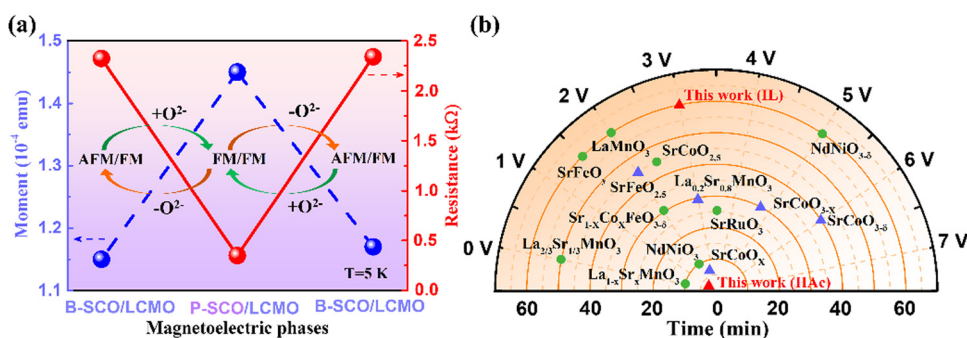 (a)
1.5
1.4
1.3
1.2
1.1
Moment (10⁻⁴ emu)
2.5
2.0
1.5
1.0
0.5
0.0
Resistance (kΩ)
+O²⁻
-O²⁻
AFM/FM
FM/FM
AFM/FM
-O²⁻
+O²⁻
T=5 K
B-SCO/LCMO
P-SCO/LCMO
B-SCO/LCMO
Magnetoelectric phases
(b)
0 V
1 V
2 V
3 V
4 V
5 V
6 V
7 V
This work (IL)
LaMnO₃
SrCoO₂.₅
NdNiO₃₋δ
SrFeO₃
SrFeO₂.₅
La₀.₂Sr₀.₈MnO₃
SrCoO₃₋ₓ
Sr₁₋ₓCoₓFeO₃₋δ
SrRuO₃
SrCoO₃₋δ
La₂/₃Sr₁/₃MnO₃
NdNiO₃
SrCoOₓ
La₁₋ₓSrₓMnO₃
This work (HAc)
60
40
20
0
20
40
60
Time (min)